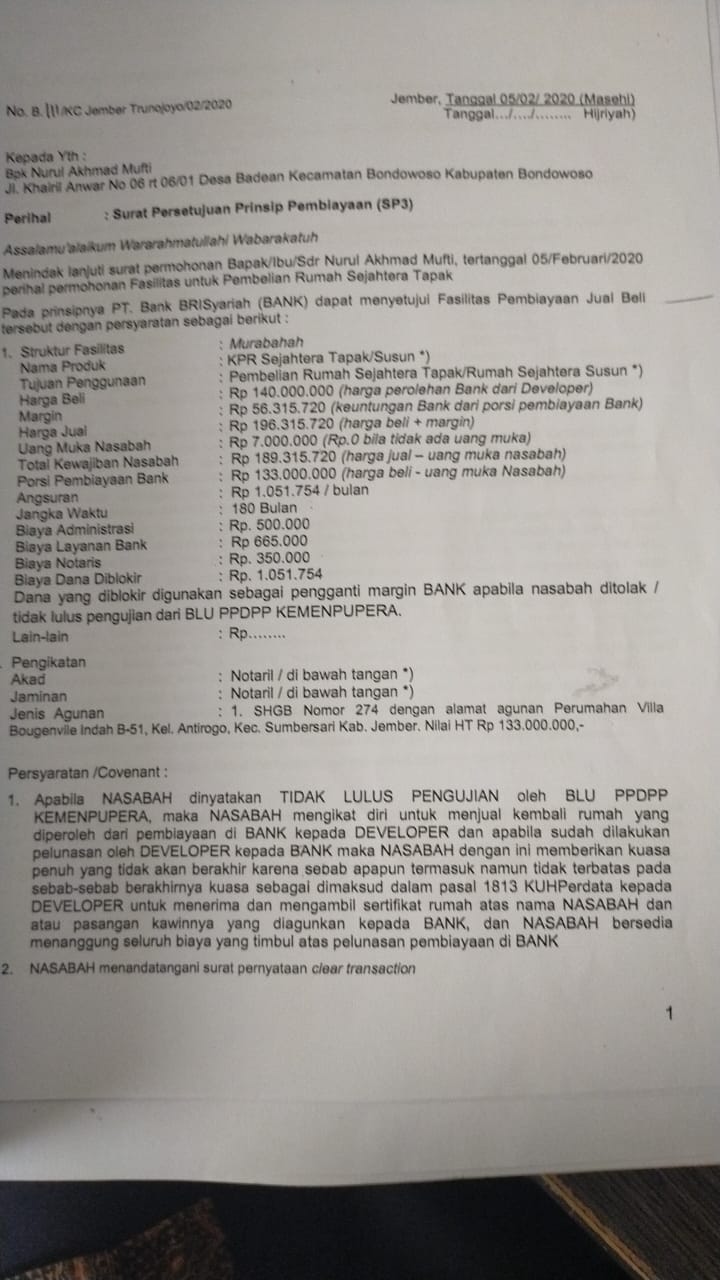 No. B. 111/KC Jember Trunojoyo/02/2020
Jember, Tanggal 05/02/ 2020 (Masehi)
Tanggal.../..../........ Hijriyah)
Kepada Yth :
Bpk Nurul Akhmad Mufti
Jl. Khairil Anwar No 06 rt 06/01 Desa Badean Kecamatan Bondowoso Kabupaten Bondowoso
Perihal : Surat Persetujuan Prinsip Pembiayaan (SP3)
Assalamu'alaikum Wararahmatullahi Wabarakatuh
Menindak lanjuti surat permohonan Bapak/Ibu/Sdr Nurul Akhmad Mufti, tertanggal 05/Februari/2020
perihal permohonan Fasilitas untuk Pembelian Rumah Sejahtera Tapak
Pada prinsipnya PT. Bank BRISyariah (BANK) dapat menyetujui Fasilitas Pembiayaan Jual Beli
tersebut dengan persyaratan sebagai berikut :
1. Struktur Fasilitas : Murabahah
Nama Produk : KPR Sejahtera Tapak/Susun *)
Tujuan Penggunaan : Pembelian Rumah Sejahtera Tapak/Rumah Sejahtera Susun *)
Harga Beli : Rp 140.000.000 (harga perolehan Bank dari Developer)
Margin : Rp 56.315.720 (keuntungan Bank dari porsi pembiayaan Bank)
Harga Jual : Rp 196.315.720 (harga beli + margin)
Uang Muka Nasabah : Rp 7.000.000 (Rp.0 bila tidak ada uang muka)
Total Kewajiban Nasabah : Rp 189.315.720 (harga jual – uang muka nasabah)
Porsi Pembiayaan Bank : Rp 133.000.000 (harga beli - uang muka Nasabah)
Angsuran : Rp 1.051.754 / bulan
Jangka Waktu : 180 Bulan
Biaya Administrasi : Rp. 500.000
Biaya Layanan Bank : Rp 665.000
Biaya Notaris : Rp. 350.000
Biaya Dana Diblokir : Rp. 1.051.754
Dana yang diblokir digunakan sebagai pengganti margin BANK apabila nasabah ditolak /
tidak lulus pengujian dari BLU PPDPP KEMENPUPERA.
Lain-lain : Rp........
. Pengikatan
Akad : Notaril / di bawah tangan *)
Jaminan : Notaril / di bawah tangan *)
Jenis Agunan : 1. SHGB Nomor 274 dengan alamat agunan Perumahan Villa
Bougenvile Indah B-51, Kel. Antirogo, Kec. Sumbersari Kab. Jember. Nilai HT Rp 133.000.000,-
Persyaratan /Covenant :
1. Apabila NASABAH dinyatakan TIDAK LULUS PENGUJIAN oleh BLU PPDPP
KEMENPUPERA, maka NASABAH mengikat diri untuk menjual kembali rumah yang
diperoleh dari pembiayaan di BANK kepada DEVELOPER dan apabila sudah dilakukan
pelunasan oleh DEVELOPER kepada BANK maka NASABAH dengan ini memberikan kuasa
penuh yang tidak akan berakhir karena sebab apapun termasuk namun tidak terbatas pada
sebab-sebab berakhirnya kuasa sebagai dimaksud dalam pasal 1813 KUHPerdata kepada
DEVELOPER untuk menerima dan mengambil sertifikat rumah atas nama NASABAH dan
atau pasangan kawinnya yang diagunkan kepada BANK, dan NASABAH bersedia
menanggung seluruh biaya yang timbul atas pelunasan pembiayaan di BANK
2. NASABAH menandatangani surat pernyataan clear transaction
1